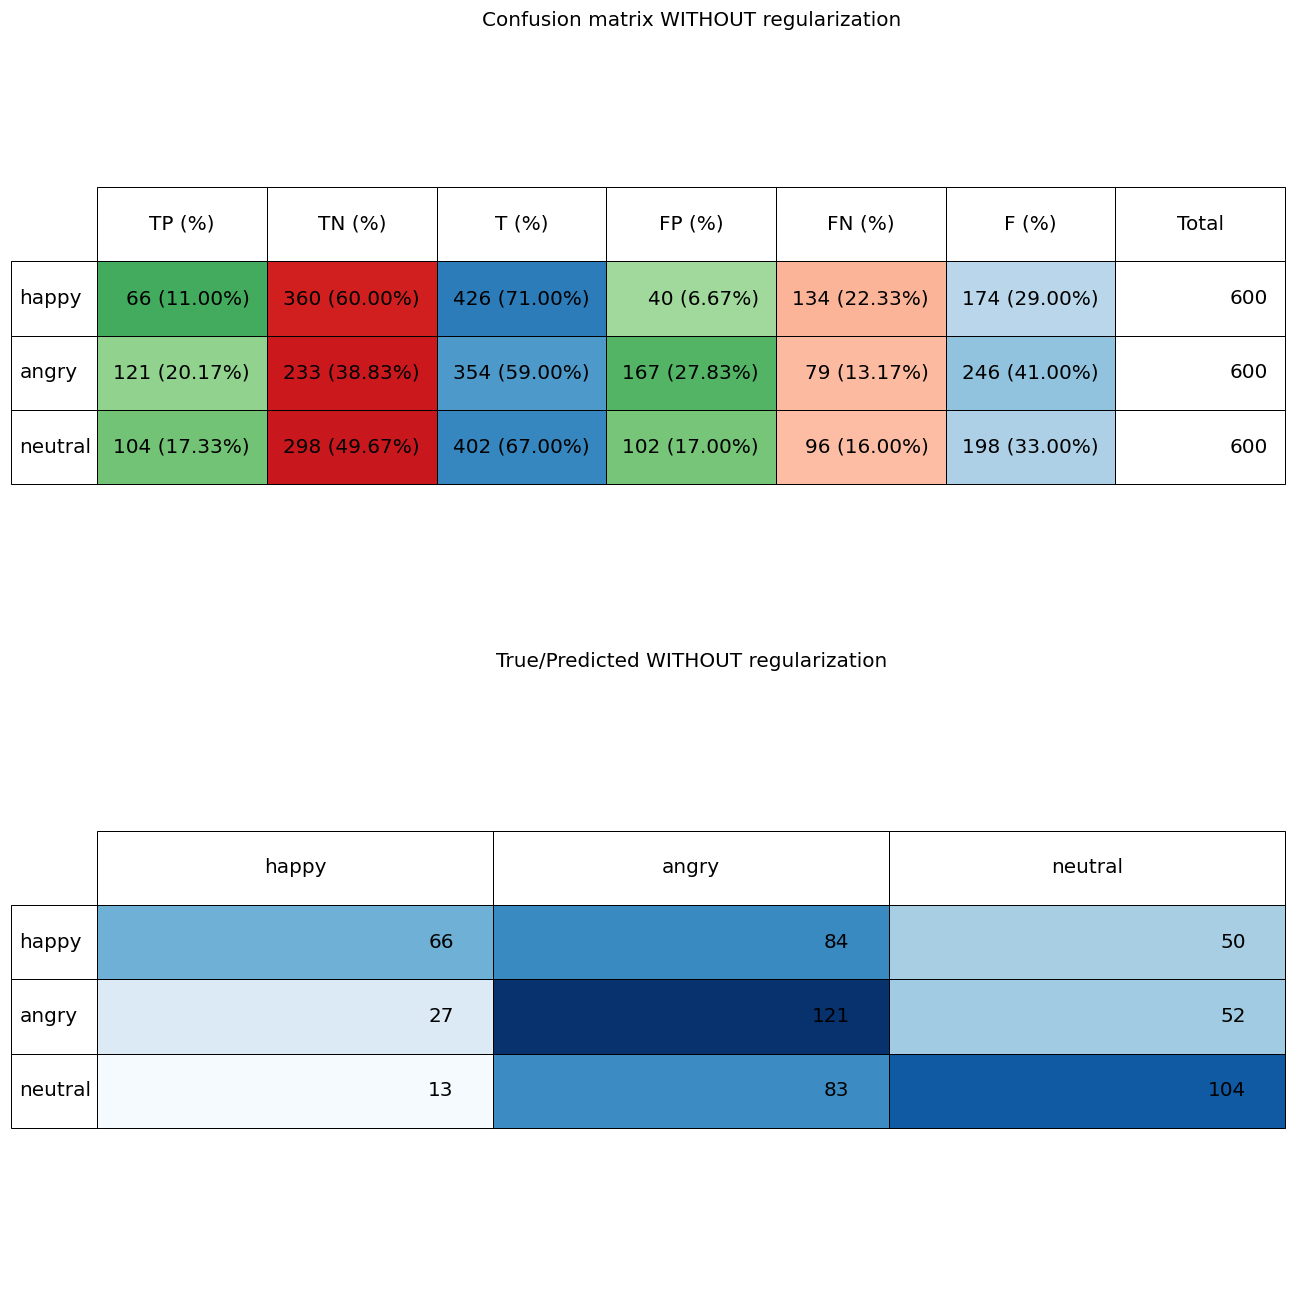 Confusion matrix WITHOUT regularization
TP (%) TN (%) T (%) FP (%) FN (%) F (%) Total
happy 66 (11.00%) 360 (60.00%) 426 (71.00%) 40 (6.67%) 134 (22.33%) 174 (29.00%) 600
angry 121 (20.17%) 233 (38.83%) 354 (59.00%) 167 (27.83%) 79 (13.17%) 246 (41.00%) 600
neutral 104 (17.33%) 298 (49.67%) 402 (67.00%) 102 (17.00%) 96 (16.00%) 198 (33.00%) 600
True/Predicted WITHOUT regularization
happy angry neutral
happy 66 84 50
angry 27 121 52
neutral 13 83 104